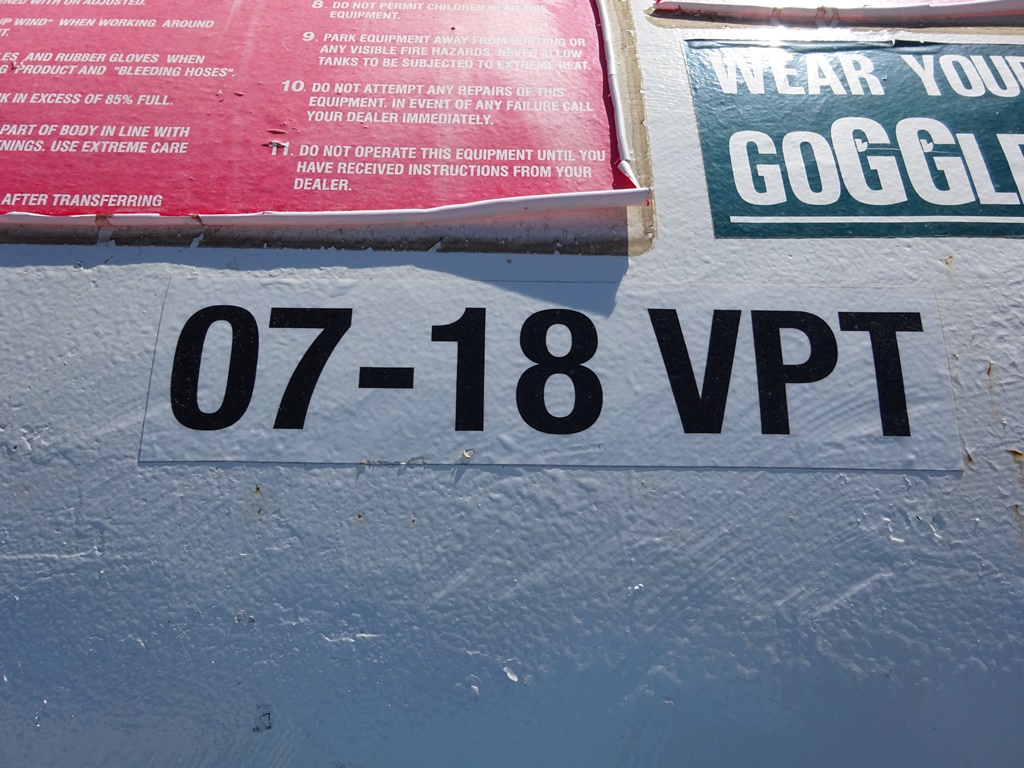 WITH OR ADJUSTED.
WIND" WHEN WORKING AROUND
AND RUBBER GLOVES WHEN
PRODUCT AND "BLEEDING HOSES".
IN EXCESS OF 85% FULL.
PART OF BODY IN LINE WITH
USE EXTREME CARE
AFTER TRANSFERRING
8. DO NOT PERMIT CHILDREN NEAR THIS
EQUIPMENT.
9. PARK EQUIPMENT AWAY FROM BUILDING OR
ANY VISIBLE FIRE HAZARDS, NEVER ALLOW
TANKS TO BE SUBJECTED TO EXTREME HEAT.
10. DO NOT ATTEMPT ANY REPAIRS OF THIS
EQUIPMENT. IN EVENT OF ANY FAILURE CALL
YOUR DEALER IMMEDIATELY.
11. DO NOT OPERATE THIS EQUIPMENT UNTIL YOU
HAVE RECEIVED INSTRUCTIONS FROM YOUR
DEALER.
WEAR YOUR
GOGGLE
07-18 VPT